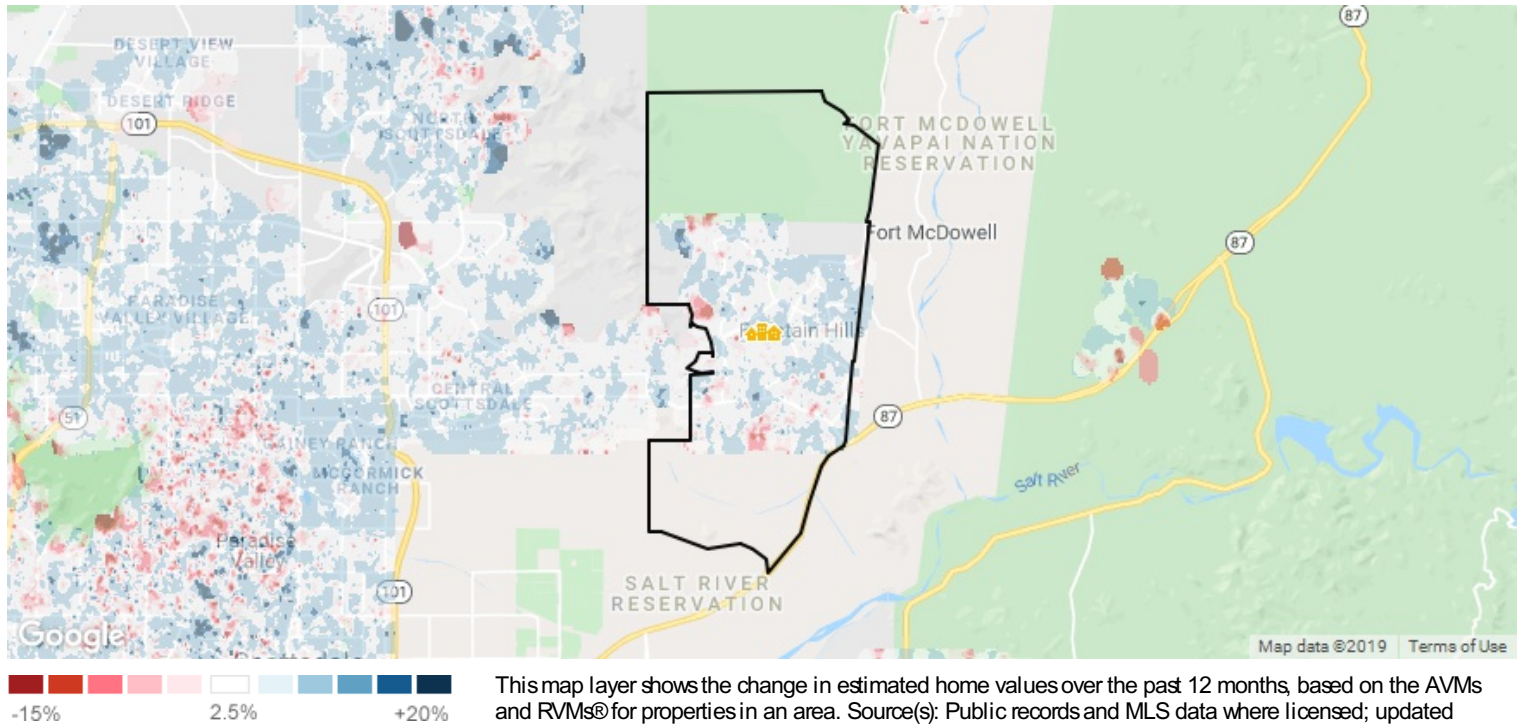 87
DESERT VIEW
VILLAGE
DESERT RIDGE
101
NORTH
SCOTTSDALE
FORT MCDOWELL
YAVAPAI NATION
RESERVATION
Fort McDowell
87
PARADISE
VALLEY VILLAGE
101
Fountain Hills
CENTRAL
SCOTTSDALE
51
87
GAINEY RANCH
MCCORMICK
RANCH
Salt River
Paradise
Valley
101
SALT RIVER
RESERVATION
Google
Scottsdale
Map data ©2019 Terms of Use
-15% 2.5% +20%
This map layer shows the change in estimated home values over the past 12 months, based on the AVMs
and RVMs® for properties in an area. Source(s): Public records and MLS data where licensed; updated